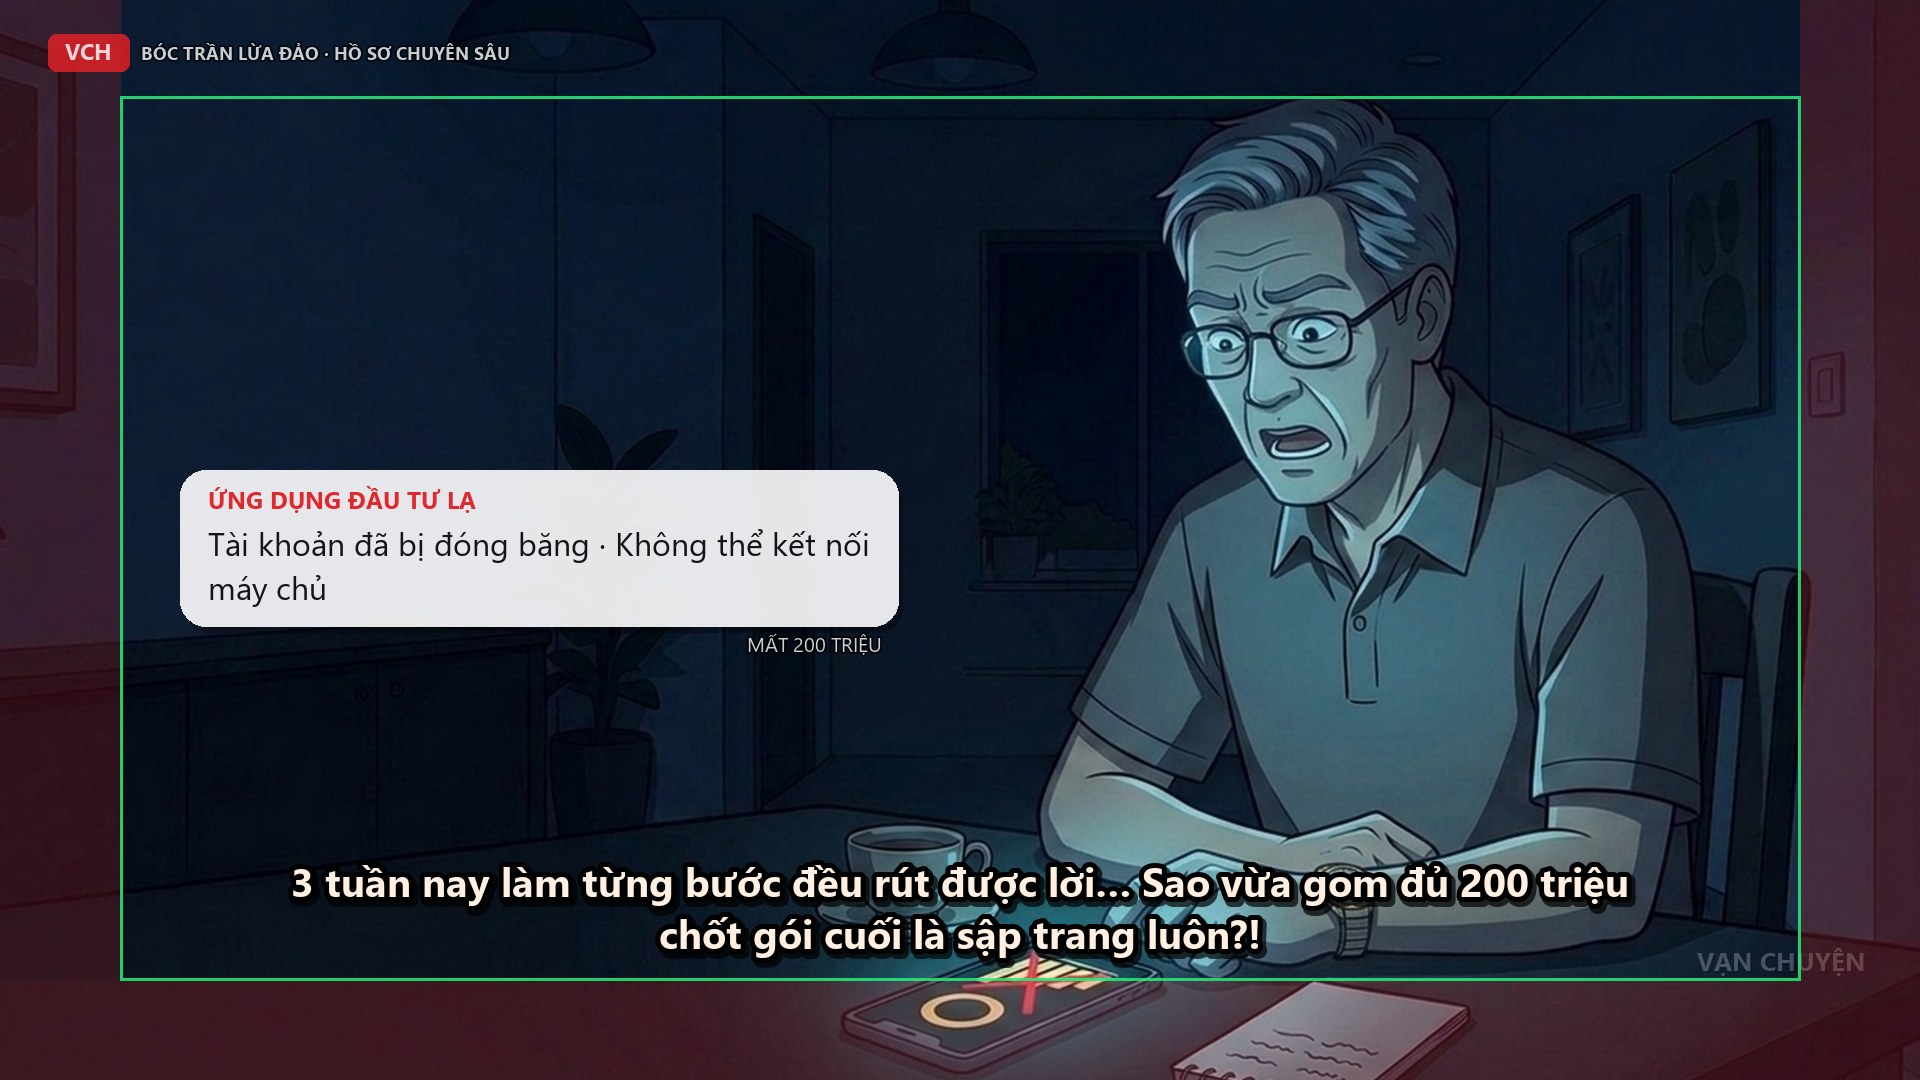 VCH
BÓC TRẦN LỪA ĐẢO · HỒ SƠ CHUYÊN SÂU
ỨNG DỤNG ĐẦU TƯ LẠ
Tài khoản đã bị đóng băng · Không thể kết nối
máy chủ
MẤT 200 TRIỆU
3 tuần nay làm từng bước đều rút được lời... Sao vừa gom đủ 200 triệu
chốt gói cuối là sập trang luôn?!
VẠN CHUYỆN